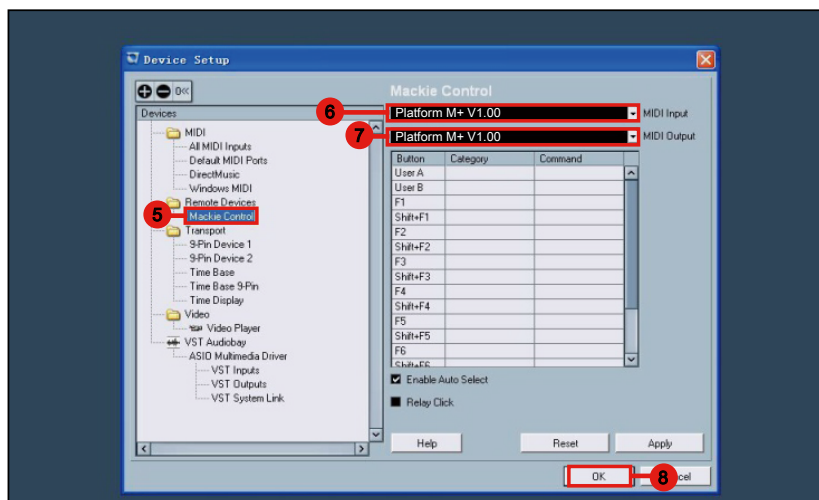 Device Setup
Mackie Control
Devices
6
Platform M+ V1.00
MIDI Input
7
Platform M+ V1.00
MIDI Output
MIDI
All MIDI Inputs
Default MIDI Ports
DirectMusic
Windows MIDI
Remote Devices
5
Mackie Control
Transport
9-Pin Device 1
9-Pin Device 2
Time Base
Time Base 9-Pin
Time Display
Video
Video Player
VST Audiobay
ASIO Multimedia Driver
VST Inputs
VST Outputs
VST System Link
Button Category Command
User A
User B
F1
Shift+F1
F2
Shift+F2
F3
Shift+F3
F4
Shift+F4
F5
Shift+F5
F6
Shift+F6
Enable Auto Select
Relay Click
Help Reset Apply
OK
8
cel